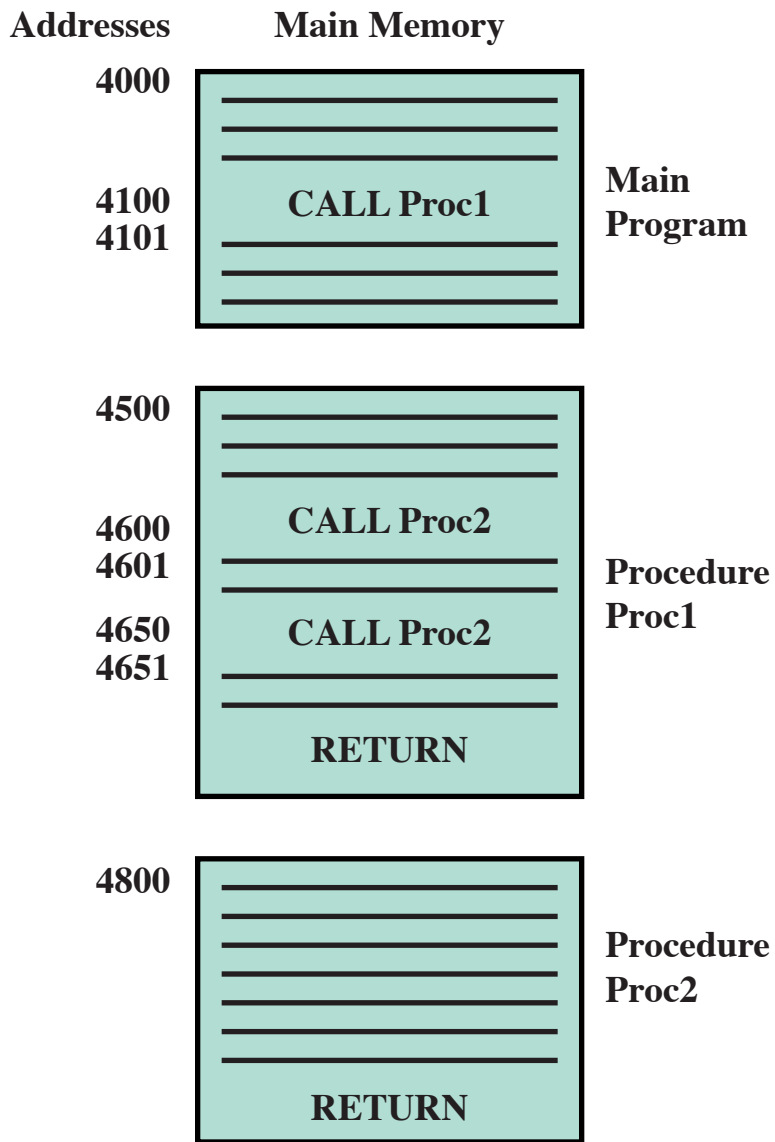 Addresses Main Memory
4000
4100 CALL Proc1
4101
Main
Program
4500
4600 CALL Proc2
4601
4650 CALL Proc2
4651
RETURN
Procedure
Proc1
4800
RETURN
Procedure
Proc2